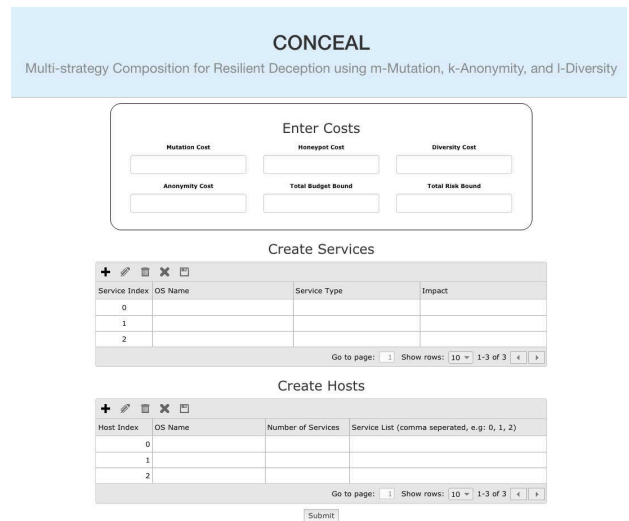 CONCEAL
Multi-strategy Composition for Resilient Deception using m-Mutation, k-Anonymity, and l-Diversity
Enter Costs
Mutation Cost Honeypot Cost Diversity Cost
Anonymity Cost Total Budget Bound Total Risk Bound
Create Services
Service Index OS Name Service Type Impact
0
1
2
Go to page: 1 Show rows: 10 1-3 of 3
Create Hosts
Host Index OS Name Number of Services Service List (comma seperated, e.g: 0, 1, 2)
0
1
2
Go to page: 1 Show rows: 10 1-3 of 3
Submit